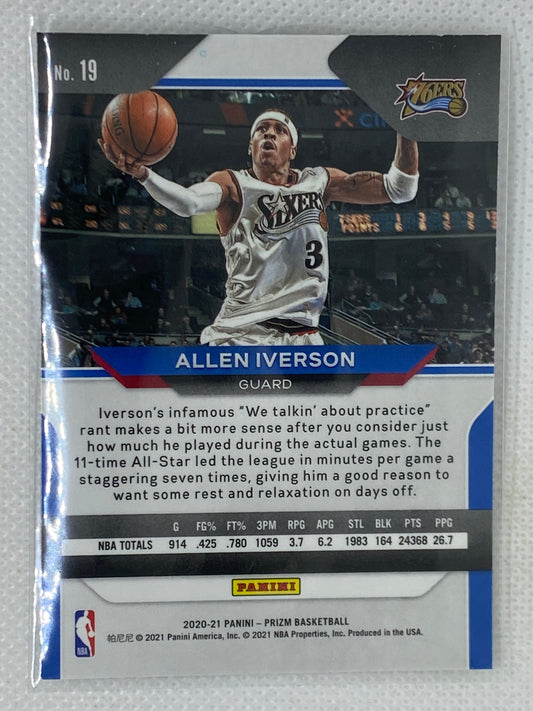 No. 19
76ERS
SIXERS
3
ALLEN IVERSON
GUARD
Iverson's infamous "We talkin' about practice"
rant makes a bit more sense after you consider just
how much he played during the actual games. The
11-time All-Star led the league in minutes per game a
staggering seven times, giving him a good reason to
want some rest and relaxation on days off.
G FG% FT% 3PM RPG APG STL BLK PTS PPG
NBA TOTALS 914 .425 .780 1059 3.7 6.2 1983 164 24368 26.7
PANINI
NBA
2020-21 PANINI – PRIZM BASKETBALL
帕尼尼 © 2021 Panini America, Inc. © 2021 NBA Properties, Inc. Produced in the USA.